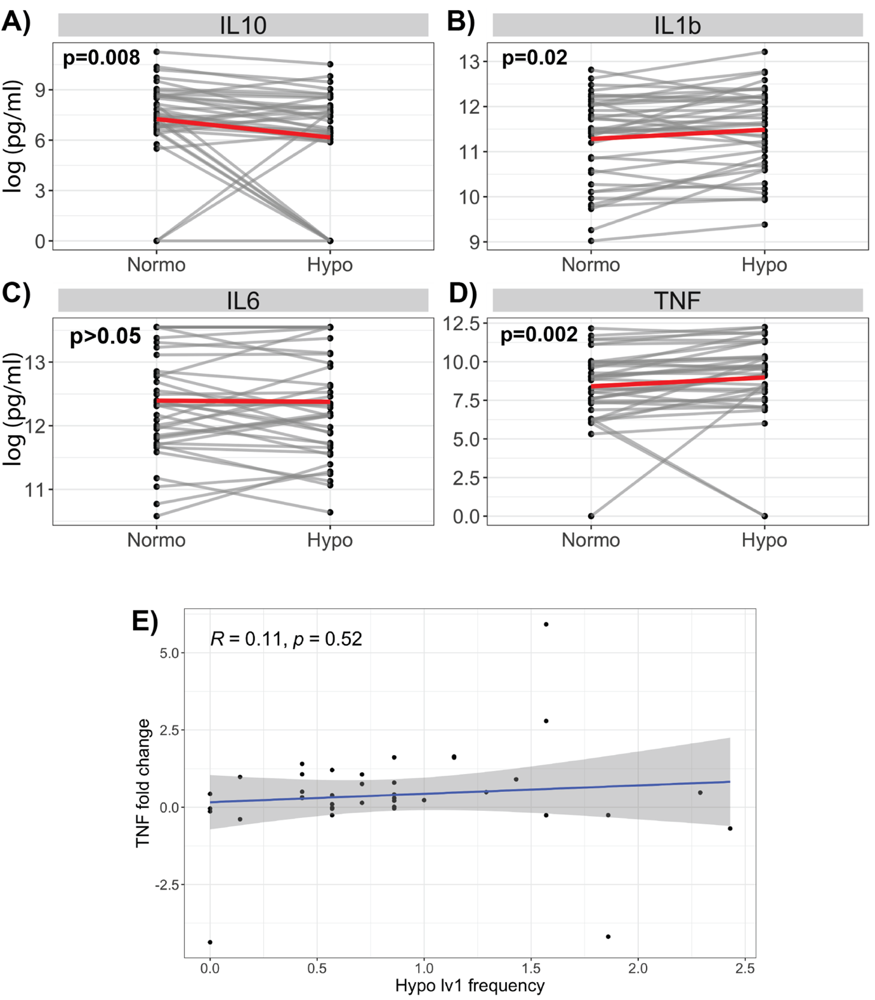 A)
IL10
p=0.008
log (pg/ml)
9
6
3
0
Normo
Hypo
B)
IL1b
p=0.02
13
12
11
10
9
Normo
Hypo
C)
IL6
p>0.05
log (pg/ml)
13
12
11
Normo
Hypo
D)
TNF
p=0.002
12.5
10.0
7.5
5.0
2.5
0.0
Normo
Hypo
E)
R = 0.11, p = 0.52
TNF fold change
5.0
2.5
0.0
-2.5
0.0
0.5
1.0
1.5
2.0
2.5
Hypo lv1 frequency